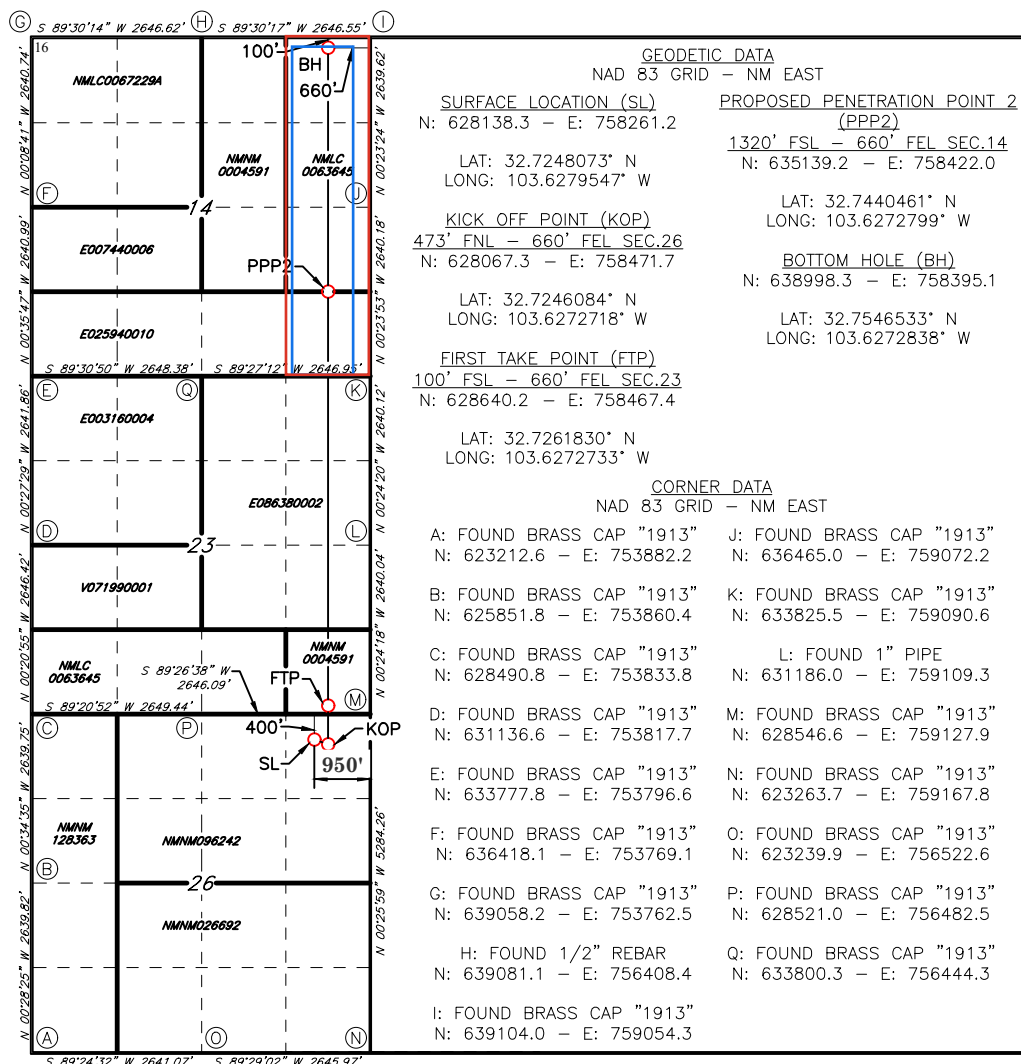 G S 89°30'14" W 2646.62' H S 89°30'17" W 2646.55' I
16
100'
BH
660'
NMLC0067229A
NMNM
0004591
NMLC
0063645
N 00°08'41" W 2640.74'
N 00°23'24" W 2639.62'
F
J
14
E007440006
PPP2
N 00°35'47" W 2640.99'
N 00°23'53" W 2640.18'
E025940010
S 89°30'50" W 2648.38' S 89°27'12" W 2646.95'
E
Q
K
E003160004
E086380002
N 00°27'29" W 2641.86'
N 00°24'20" W 2640.12'
D
L
23
V071990001
N 00°20'55" W 2646.42'
N 00°24'18" W 2640.04'
NMLC
0063645
NMNM
0004591
S 89°26'38" W
2646.09'
FTP
M
S 89°20'52" W 2649.44'
C
P
400'
KOP
SL
950'
N 00°34'35" W 2639.75'
NMNM
128363
NMNM096242
B
26
N 00°25'59" W 5284.26'
NMNM026692
N 00°28'25" W 2639.82'
A
O
N
S 89°24'32" W 2641.07' S 89°29'02" W 2645.97'
GEODETIC DATA
NAD 83 GRID – NM EAST
SURFACE LOCATION (SL)
N: 628138.3 – E: 758261.2
LAT: 32.7248073° N
LONG: 103.6279547° W
KICK OFF POINT (KOP)
473' FNL – 660' FEL SEC.26
N: 628067.3 – E: 758471.7
LAT: 32.7246084° N
LONG: 103.6272718° W
FIRST TAKE POINT (FTP)
100' FSL – 660' FEL SEC.23
N: 628640.2 – E: 758467.4
LAT: 32.7261830° N
LONG: 103.6272733° W
PROPOSED PENETRATION POINT 2
(PPP2)
1320' FSL – 660' FEL SEC.14
N: 635139.2 – E: 758422.0
LAT: 32.7440461° N
LONG: 103.6272799° W
BOTTOM HOLE (BH)
N: 638998.3 – E: 758395.1
LAT: 32.7546533° N
LONG: 103.6272838° W
CORNER DATA
NAD 83 GRID – NM EAST
A: FOUND BRASS CAP "1913"
N: 623212.6 – E: 753882.2
B: FOUND BRASS CAP "1913"
N: 625851.8 – E: 753860.4
C: FOUND BRASS CAP "1913"
N: 628490.8 – E: 753833.8
D: FOUND BRASS CAP "1913"
N: 631136.6 – E: 753817.7
E: FOUND BRASS CAP "1913"
N: 633777.8 – E: 753796.6
F: FOUND BRASS CAP "1913"
N: 636418.1 – E: 753769.1
G: FOUND BRASS CAP "1913"
N: 639058.2 – E: 753762.5
H: FOUND 1/2" REBAR
N: 639081.1 – E: 756408.4
I: FOUND BRASS CAP "1913"
N: 639104.0 – E: 759054.3
J: FOUND BRASS CAP "1913"
N: 636465.0 – E: 759072.2
K: FOUND BRASS CAP "1913"
N: 633825.5 – E: 759090.6
L: FOUND 1" PIPE
N: 631186.0 – E: 759109.3
M: FOUND BRASS CAP "1913"
N: 628546.6 – E: 759127.9
N: FOUND BRASS CAP "1913"
N: 623263.7 – E: 759167.8
O: FOUND BRASS CAP "1913"
N: 623239.9 – E: 756522.6
P: FOUND BRASS CAP "1913"
N: 628521.0 – E: 756482.5
Q: FOUND BRASS CAP "1913"
N: 633800.3 – E: 756444.3